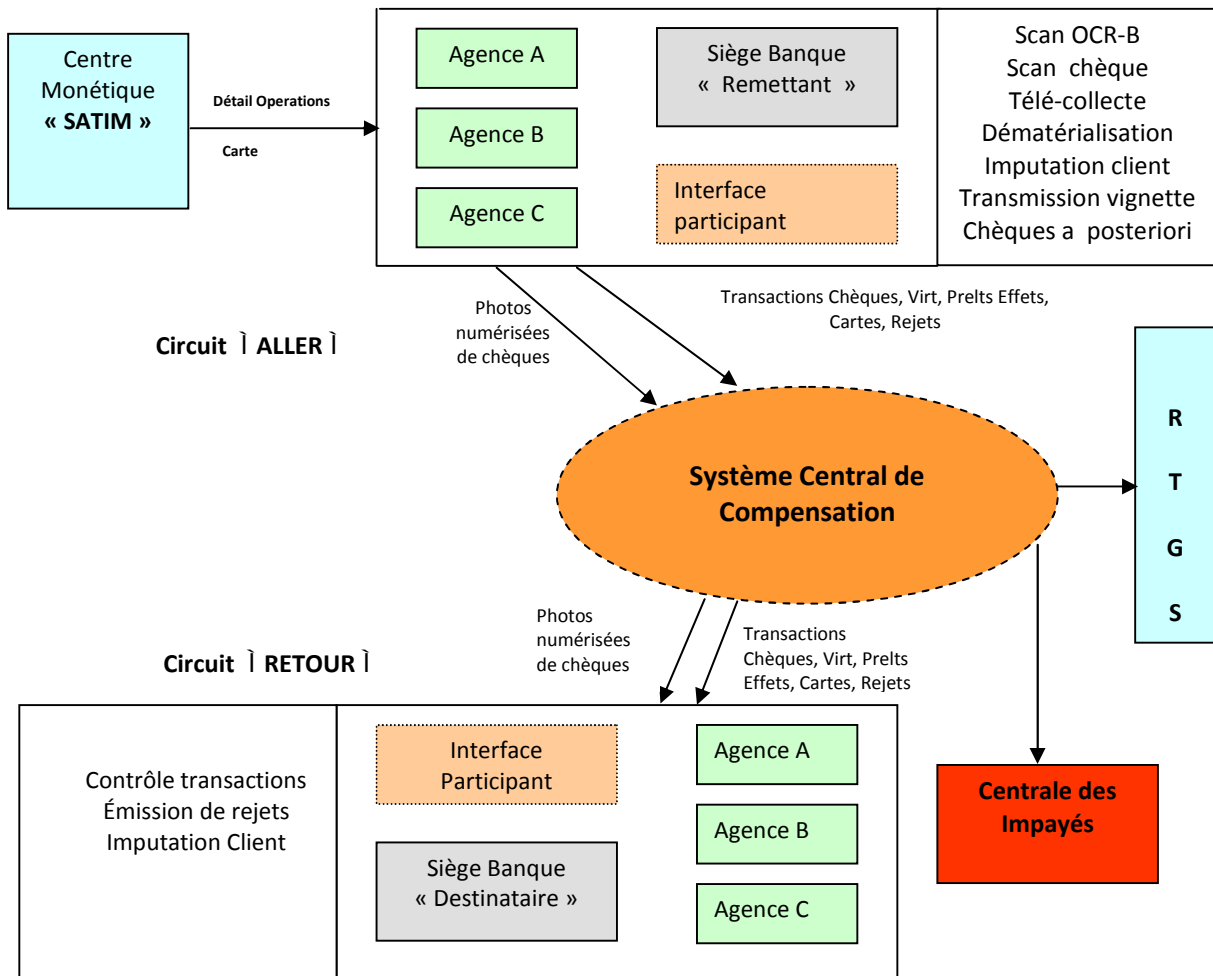 Centre
Monétique
« SATIM »
Détail Operations
Carte
Agence A
Agence B
Agence C
Siège Banque
« Remettant »
Interface
participant
Scan OCR-B
Scan chèque
Télé-collecte
Dématérialisation
Imputation client
Transmission vignette
Chèques a posteriori
Photos
numérisées
de chèques
Transactions Chèques, Virt, Prelts Effets,
Cartes, Rejets
Circuit Ì ALLER Ì
Système Central de
Compensation
R
T
G
S
Photos
numérisées
de chèques
Transactions
Chèques, Virt, Prelts
Effets, Cartes, Rejets
Circuit Ì RETOUR Ì
Contrôle transactions
Émission de rejets
Imputation Client
Interface
Participant
Siège Banque
« Destinataire »
Agence A
Agence B
Agence C
Centrale des
Impayés